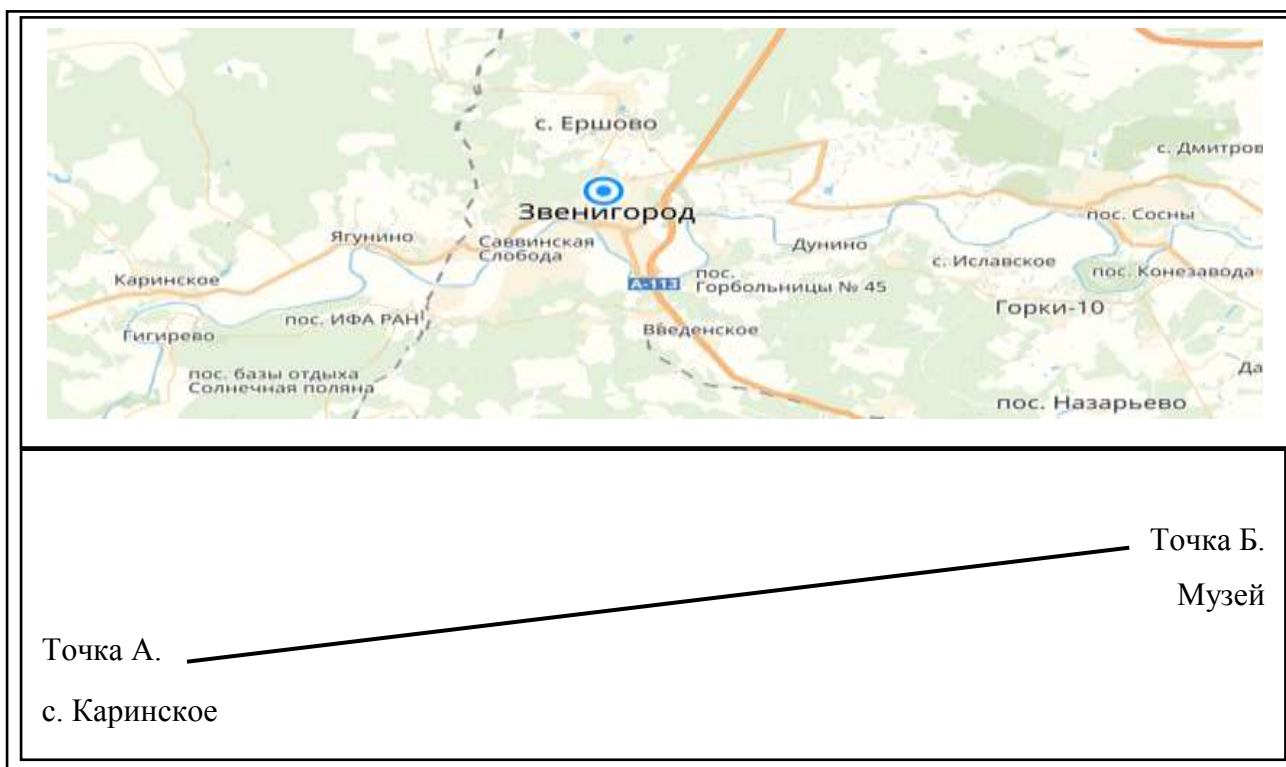 с. Ершово
с. Дмитров
Звенигород
пос. Сосны
Ягунино
Саввинская
Слобода
Дунино
с. Иславское
Каринское
А-113
пос.
Горбольницы № 45
пос. Конезавода
Горки-10
пос. ИФА РАН
Гигирево
Введенское
пос. базы отдыха
Солнечная поляна
Да
пос. Назарьево
Точка Б.
Музей
Точка А.
с. Каринское